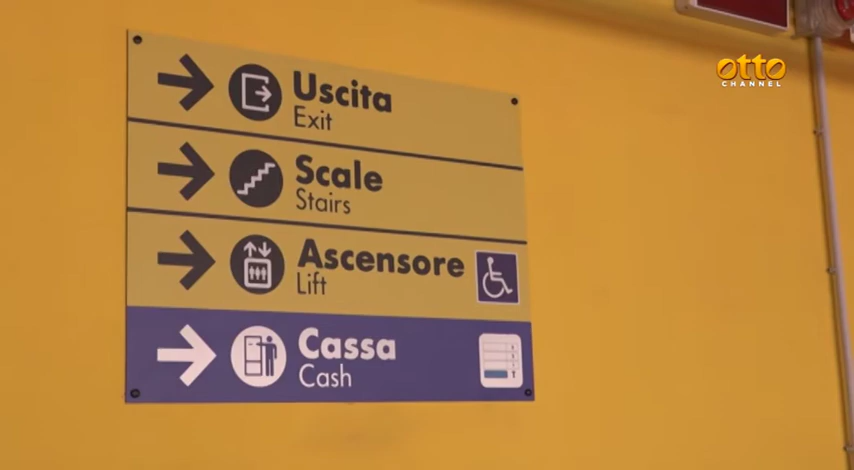 otto
CHANNEL
Uscita
Exit
Scale
Stairs
Ascensore
Lift
Cassa
Cash